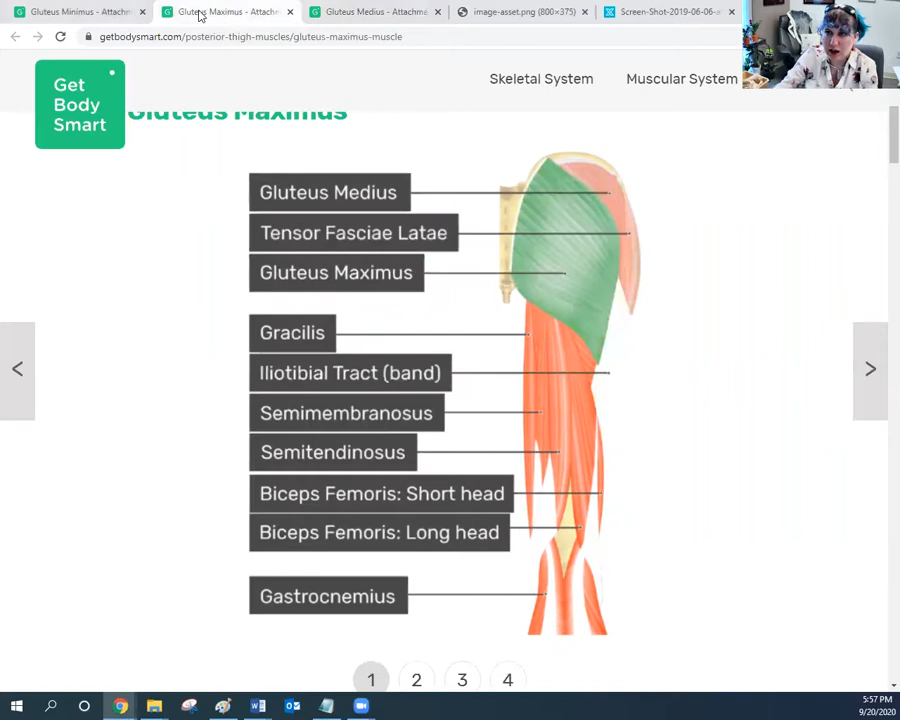 Gluteus Minimus - Attachm
Gluteus Maximus - Attachm
Gluteus Medius - Attachme
image-asset.png (800×375)
Screen-Shot-2019-06-06-a
getbodysmart.com/posterior-thigh-muscles/gluteus-maximus-muscle
Get
Body
Smart
Skeletal System
Muscular System
Gluteus Maximus
Gluteus Medius
Tensor Fasciae Latae
Gluteus Maximus
Gracilis
Iliotibial Tract (band)
Semimembranosus
Semitendinosus
Biceps Femoris: Short head
Biceps Femoris: Long head
Gastrocnemius
1 2 3 4
5:57 PM
9/20/2020